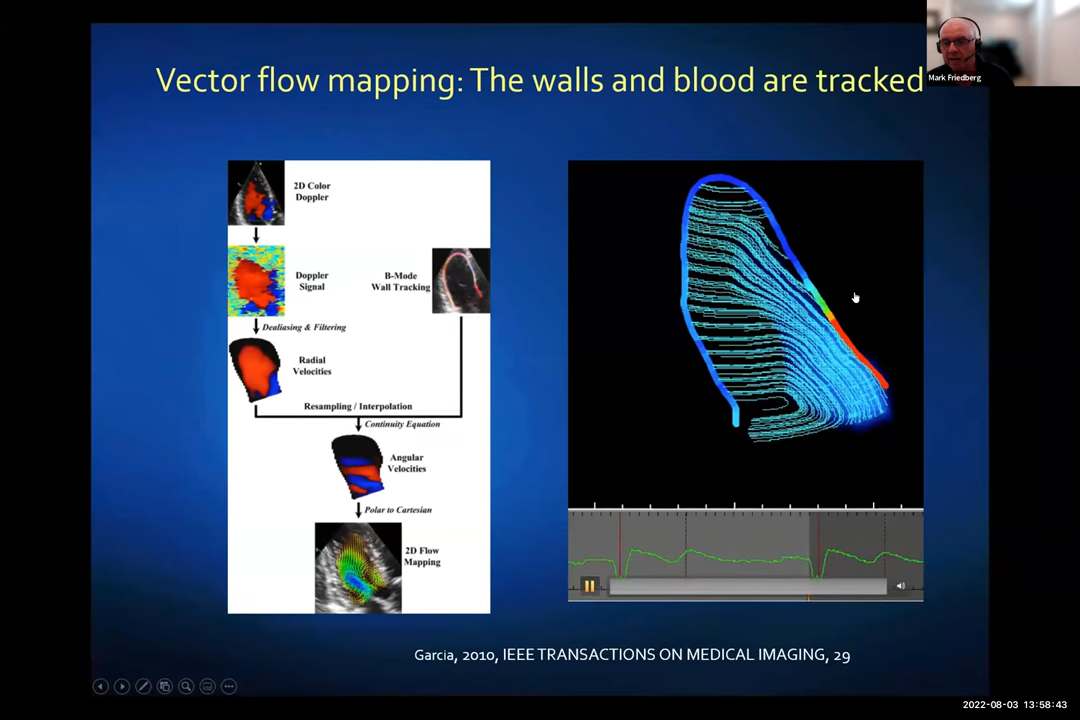 Mark Friedberg
Vector flow mapping: The walls and blood are tracked
2D Color
Doppler
Doppler
Signal
B-Mode
Wall Tracking
Dealiasing & Filtering
Radial
Velocities
Resampling / Interpolation
Continuity Equation
Angular
Velocities
Polar to Cartesian
2D Flow
Mapping
Garcia, 2010, IEEE TRANSACTIONS ON MEDICAL IMAGING, 29
2022-08-03 13:58:43